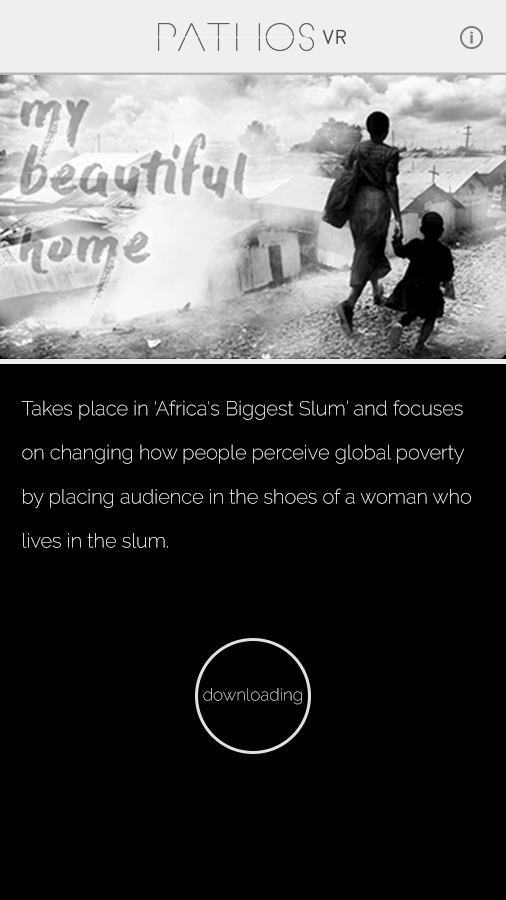 PATHOS VR
my
beautiful
home
Takes place in 'Africa's Biggest Slum' and focuses
on changing how people perceive global poverty
by placing audience in the shoes of a woman who
lives in the slum.
downloading